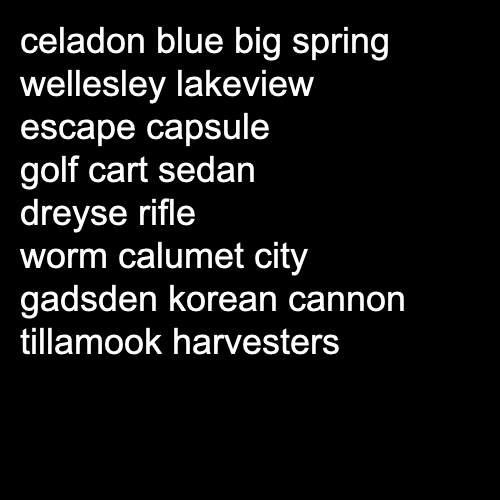 celadon blue big spring
wellesley lakeview
escape capsule
golf cart sedan
dreyse rifle
worm calumet city
gadsden korean cannon
tillamook harvesters